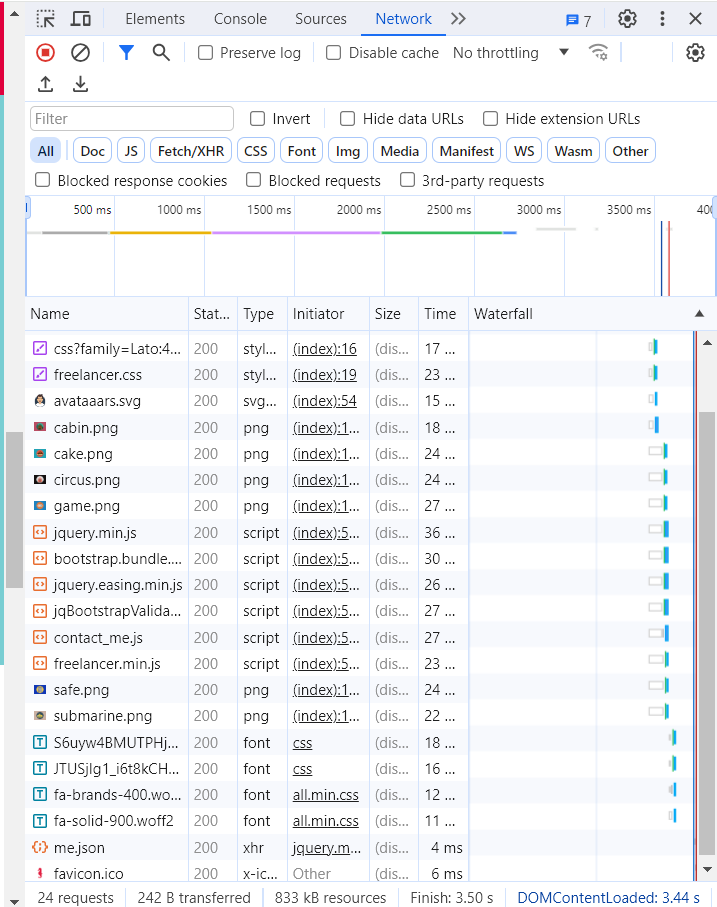 Elements Console Sources Network 7
Preserve log Disable cache No throttling
Filter Invert Hide data URLs Hide extension URLs
All Doc JS Fetch/XHR CSS Font Img Media Manifest WS Wasm Other
Blocked response cookies Blocked requests 3rd-party requests
500 ms 1000 ms 1500 ms 2000 ms 2500 ms 3000 ms 3500 ms 400
Name Stat... Type Initiator Size Time Waterfall
css?family=Lato:4... 200 styl... (index):16 (dis... 17 ...
freelancer.css 200 styl... (index):19 (dis... 23 ...
avataaars.svg 200 svg... (index):54 (dis... 15 ...
cabin.png 200 png (index):1... (dis... 18 ...
cake.png 200 png (index):1... (dis... 24 ...
circus.png 200 png (index):1... (dis... 24 ...
game.png 200 png (index):1... (dis... 27 ...
jquery.min.js 200 script (index):5... (dis... 36 ...
bootstrap.bundle.... 200 script (index):5... (dis... 30 ...
jquery.easing.min.js 200 script (index):5... (dis... 26 ...
jqBootstrapValida... 200 script (index):5... (dis... 27 ...
contact_me.js 200 script (index):5... (dis... 27 ...
freelancer.min.js 200 script (index):5... (dis... 23 ...
safe.png 200 png (index):1... (dis... 24 ...
submarine.png 200 png (index):1... (dis... 22 ...
S6uyw4BMUTPHj... 200 font css (dis... 18 ...
JTUSjIg1_i6t8kCH... 200 font css (dis... 16 ...
fa-brands-400.wo... 200 font all.min.css (dis... 12 ...
fa-solid-900.woff2 200 font all.min.css (dis... 11 ...
me.json 200 xhr jquery.m... (dis... 4 ms
favicon.ico 200 x-ic... Other (dis... 6 ms
24 requests 242 B transferred 833 kB resources Finish: 3.50 s DOMContentLoaded: 3.44 s